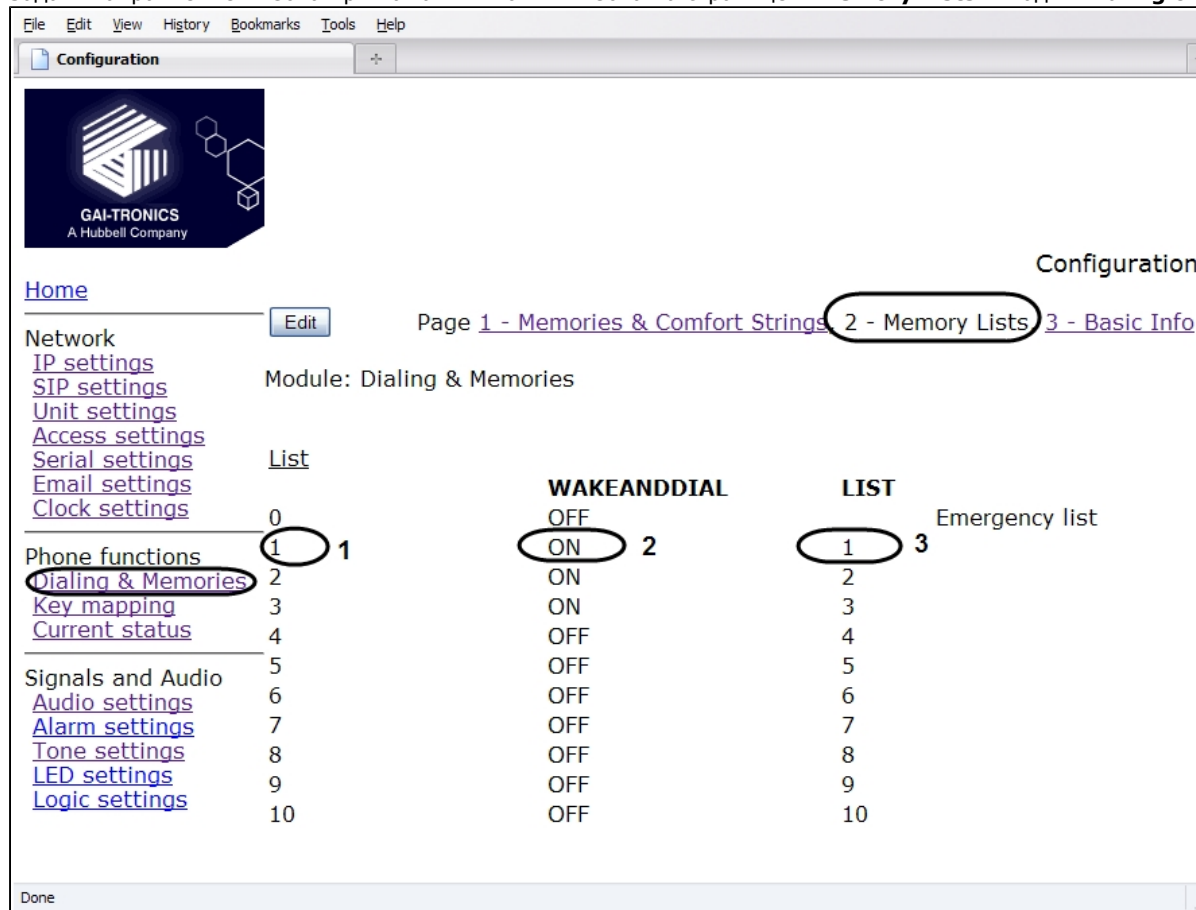 File Edit View History Bookmarks Tools Help
Configuration
GAI-TRONICS
A Hubbell Company
Configuration
Home
Edit Page 1 - Memories & Comfort Strings, 2 - Memory Lists, 3 - Basic Info
Network
IP settings
SIP settings
Unit settings
Access settings
Serial settings
Email settings
Clock settings
Phone functions
Dialing & Memories
Key mapping
Current status
Signals and Audio
Audio settings
Alarm settings
Tone settings
LED settings
Logic settings
Module: Dialing & Memories
List
WAKEANDDIAL LIST
0 OFF Emergency list
1 1 ON 2 1 3
2 ON 2
3 ON 3
4 OFF 4
5 OFF 5
6 OFF 6
7 OFF 7
8 OFF 8
9 OFF 9
10 OFF 10
Done